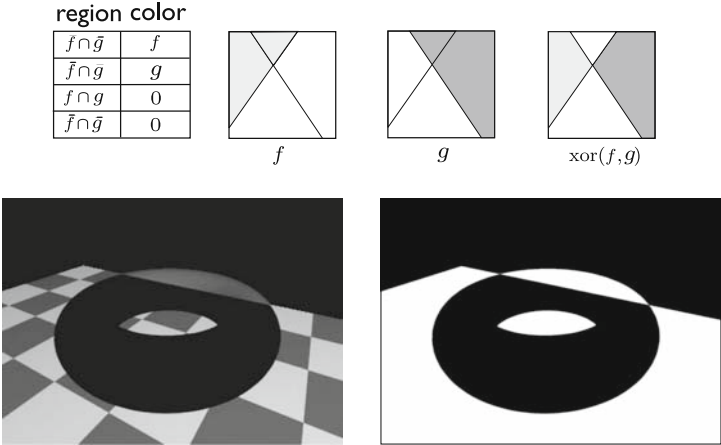 region color
f̄ ∩ ḡ f
f̄ ∩ ḡ g
f ∩ g 0
f̄ ∩ ḡ 0
f g xor(f,g)